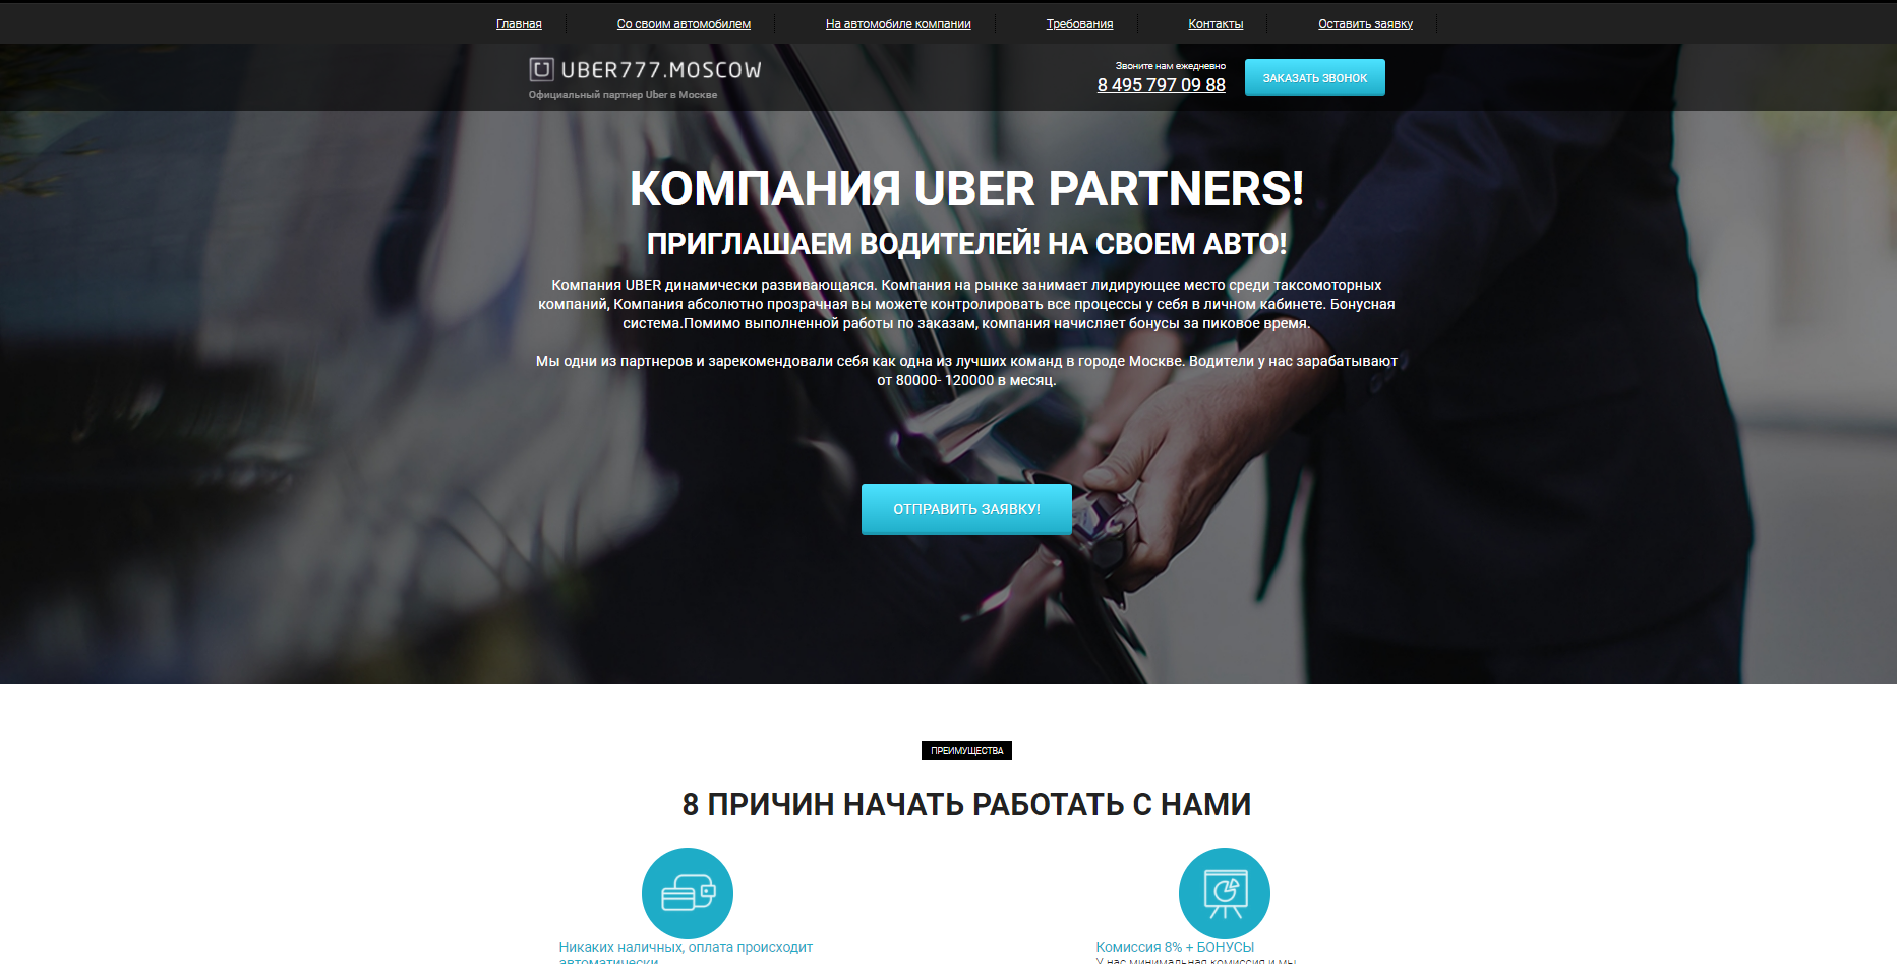 Главная
Со своим автомобилем
На автомобиле компании
Требования
Контакты
Оставить заявку
UBER777.MOSCOW
Официальный партнер Uber в Москве
Звоните нам ежедневно
8 495 797 09 88
ЗАКАЗАТЬ ЗВОНОК
КОМПАНИЯ UBER PARTNERS!
ПРИГЛАШАЕМ ВОДИТЕЛЕЙ! НА СВОЕМ АВТО!
Компания UBER динамически развивающаяся. Компания на рынке занимает лидирующее место среди таксомоторных
компаний, Компания абсолютно прозрачная вы можете контролировать все процессы у себя в личном кабинете. Бонусная
система.Помимо выполненной работы по заказам, компания начисляет бонусы за пиковое время.
Мы одни из партнеров и зарекомендовали себя как одна из лучших команд в городе Москве. Водители у нас зарабатывают
от 80000- 120000 в месяц.
ОТПРАВИТЬ ЗАЯВКУ!
ПРЕИМУЩЕСТВА
8 ПРИЧИН НАЧАТЬ РАБОТАТЬ С НАМИ
Никаких наличных, оплата происходит
автоматически
Комиссия 8% + БОНУСЫ
У нас минимальная комиссия и мы